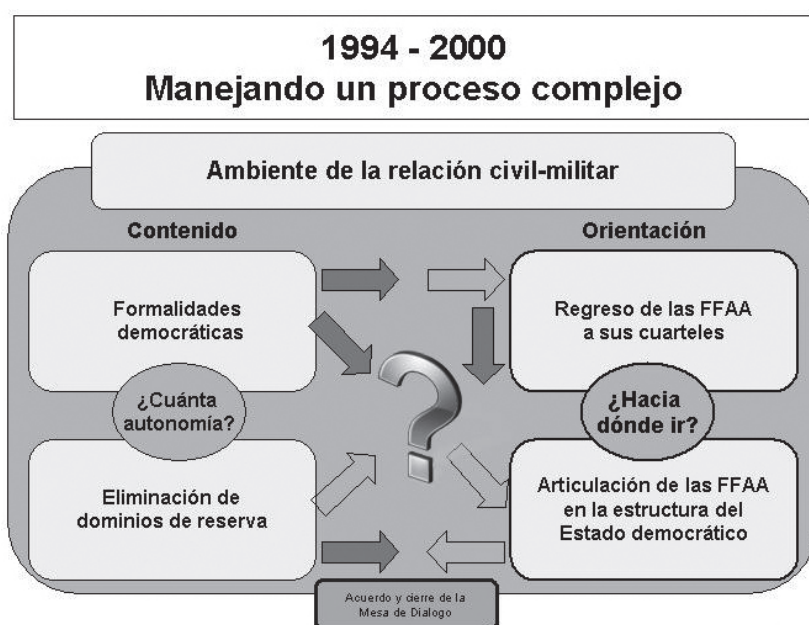 1994 - 2000
Manejando un proceso complejo
Ambiente de la relación civil-militar
Contenido
Orientación
Formalidades
democráticas
Regreso de las FFAA
a sus cuarteles
¿Cuánta
autonomía?
?
¿Hacia
dónde ir?
Eliminación de
dominios de reserva
Articulación de las FFAA
en la estructura del
Estado democrático
Acuerdo y cierre de la
Mesa de Dialogo